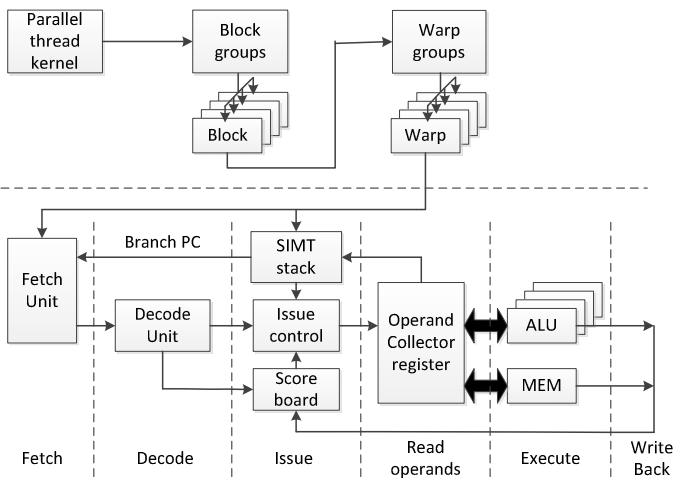 Parallel
thread
kernel
Block
groups
Warp
groups
Block
Warp
Branch PC
SIMT
stack
Fetch
Unit
Decode
Unit
Issue
control
Operand
Collector
register
ALU
Score
board
MEM
Fetch
Decode
Issue
Read
operands
Execute
Write
Back